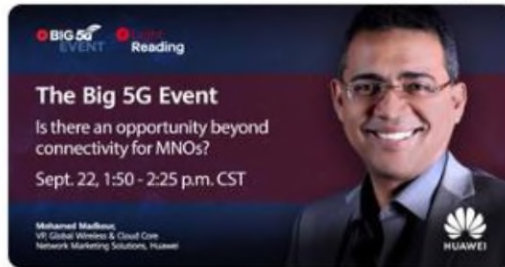 BIG 5G
EVENT
Light
Reading
The Big 5G Event
Is there an opportunity beyond
connectivity for MNOs?
Sept. 22, 1:50 - 2:25 p.m. CST
Mohamed Madkour,
VP, Global Wireless & Cloud Core
Network Marketing Solutions, Huawei
HUAWEI